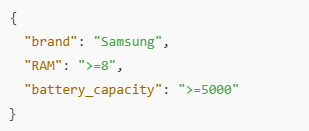 {
  "brand": "Samsung",
  "RAM": ">=8",
  "battery_capacity": ">=5000"
}